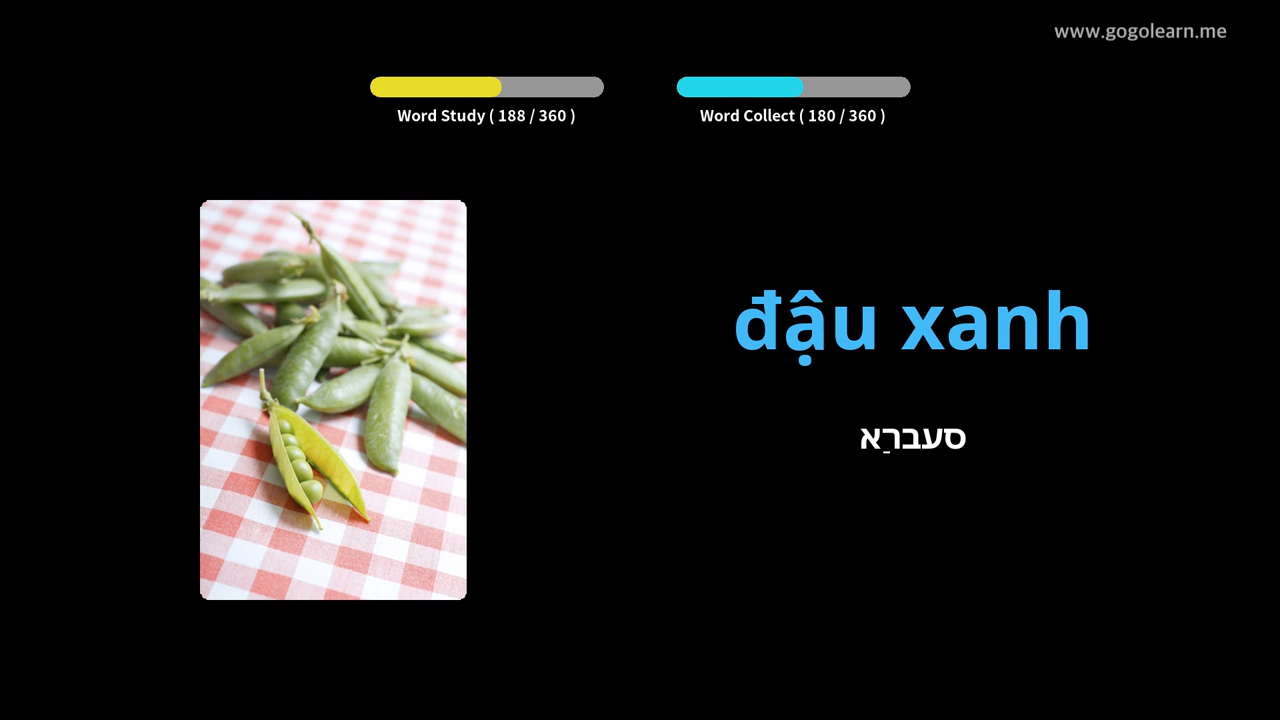 www.gogolearn.me
Word Study ( 188 / 360 )
Word Collect ( 180 / 360 )
đậu xanh
סעברַא